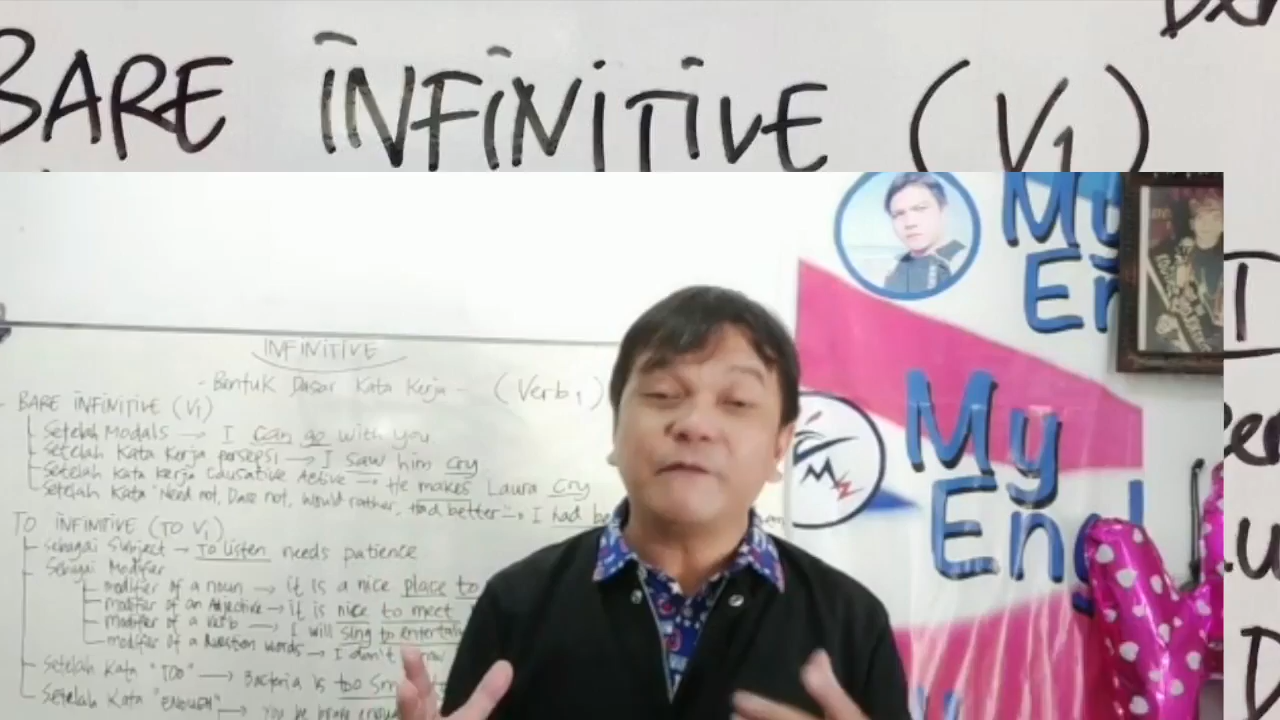 BARE INFINITIVE (V1)
INFINITIVE
- Bentuk Dasar Kata Kerja - (Verb 1)
- BARE INFINITIVE (V1)
Setelah Modals → I can go with you
Setelah Kata Kerja persepsi → I saw him cry
Setelah Kata Kerja Causative Active → He makes Laura cry
Setelah Kata "Need not, Dare not, Would rather, Had better" → I had be
TO INFINITIVE (TO V1)
Sebagai Subject → To listen needs patience
Sebagai Modifier
modifier of a noun → it is a nice place to
modifier of an Adjective → it is nice to meet
modifier of a Verb → I will sing to entertain
modifier of a Question words → I don't
Setelah Kata "TOO" → Bacteria is too sm
Setelah Kata "ENOUGH" →
My
En
My
Eng
M